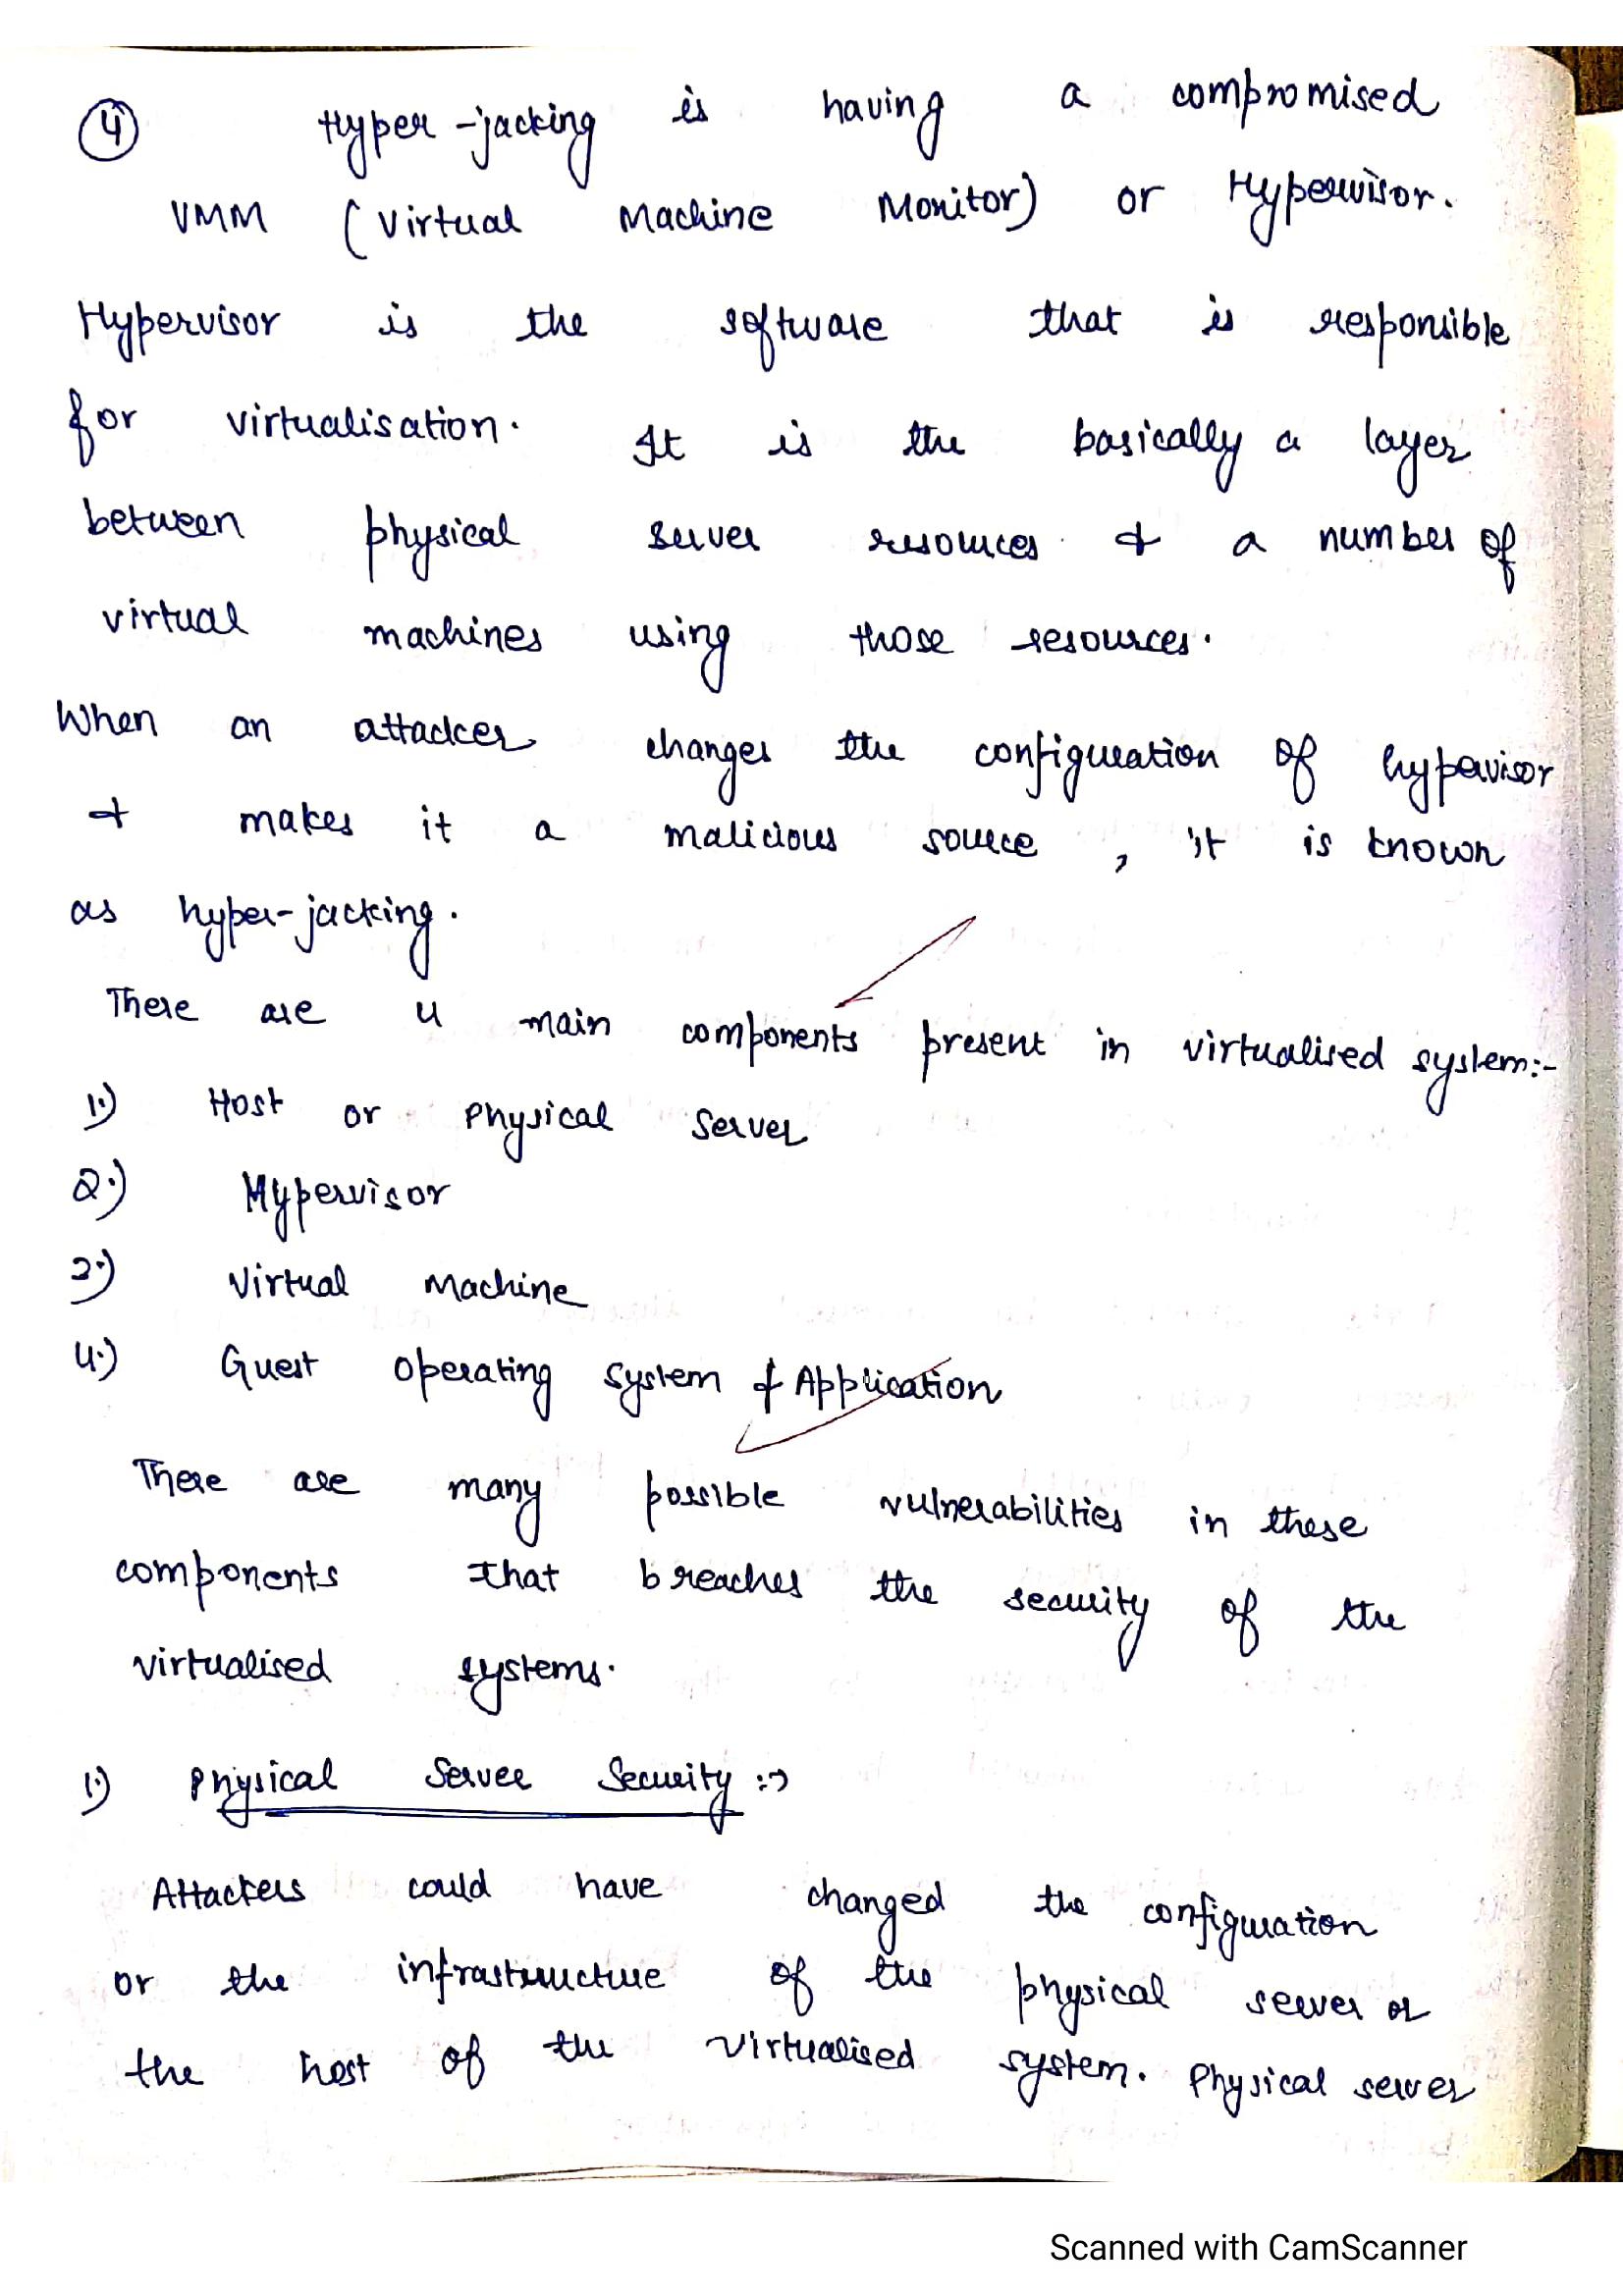 4 Hyper-jacking is having a compromised
VMM (Virtual Machine Monitor) or Hypervisor.
Hypervisor is the software that is responsible
for virtualisation. It is the basically a layer
between physical server resources & a number of
virtual machines using those resources.
When an attacker changes the configuration of hypervisor
& makes it a malicious source, it is known
as hyper-jacking.
There are 4 main components present in virtualised system:-
1.) Host or Physical Server
2.) Hypervisor
3.) Virtual Machine
4.) Guest Operating System & Application
There are many possible vulnerabilities in these
components that breaches the security of the
virtualised systems.
1.) Physical Server Security :→
Attackers could have changed the configuration
or the infrastructure of the physical server or
the host of the virtualised system. Physical server
Scanned with CamScanner